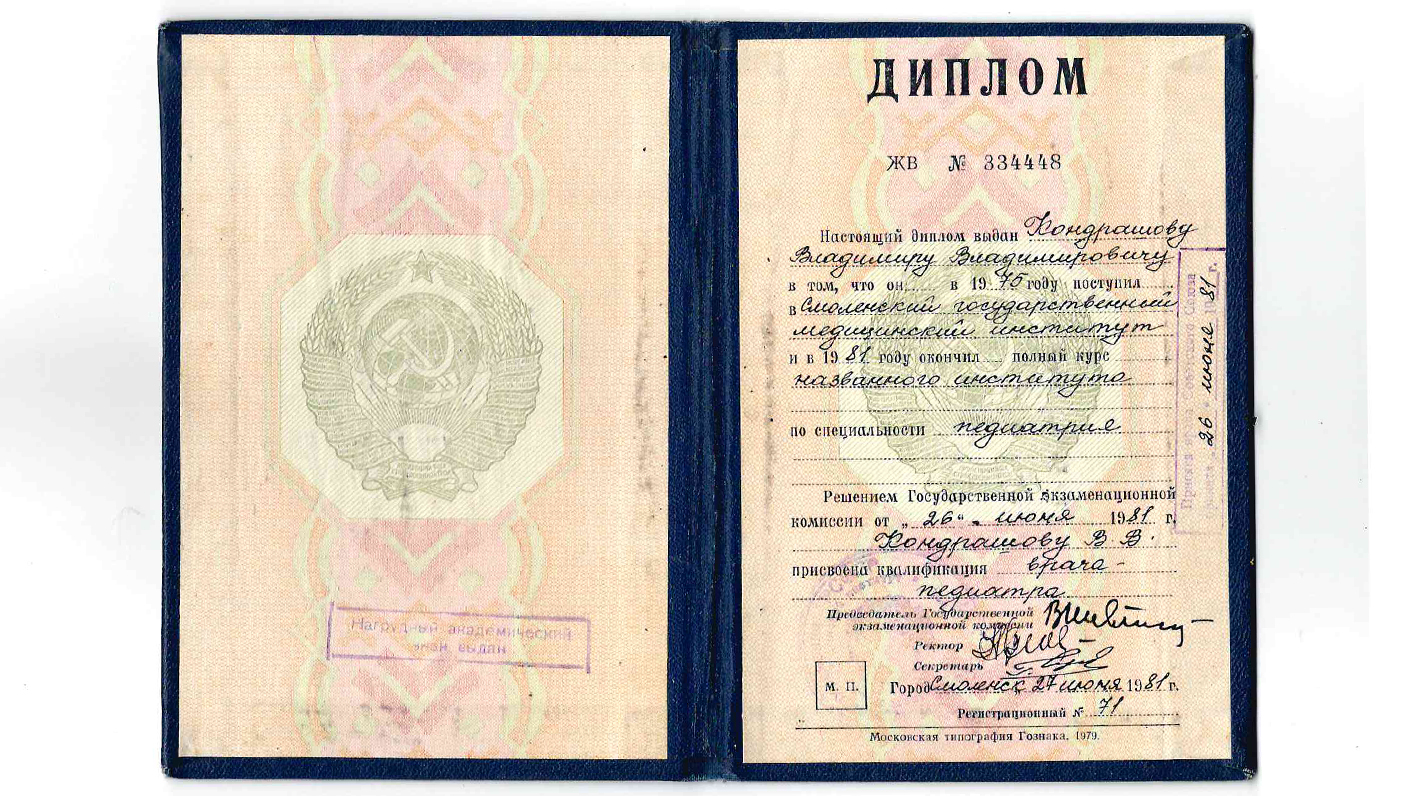 Нагрудный академический
знак выдан
ДИПЛОМ
ЖВ № 334448
Настоящий диплом выдан Кондрашову
Владимиру Владимировичу
в том, что он в 1975 году поступил
в Смоленский государственный
медицинский институт
и в 1981 году окончил полный курс
названного института
по специальности педиатрия
Решением Государственной экзаменационной
комиссии от „26“ июня 1981 г.
Кондрашову В. В.
присвоена квалификация врача-
педиатра
Председатель Государственной
экзаменационной комиссии
Ректор
Секретарь
М. П.
Город Смоленск 27 июня 1981 г.
Регистрационный № 71
Московская типография Гознака. 1979.
Союза
26 июня 1981 г.